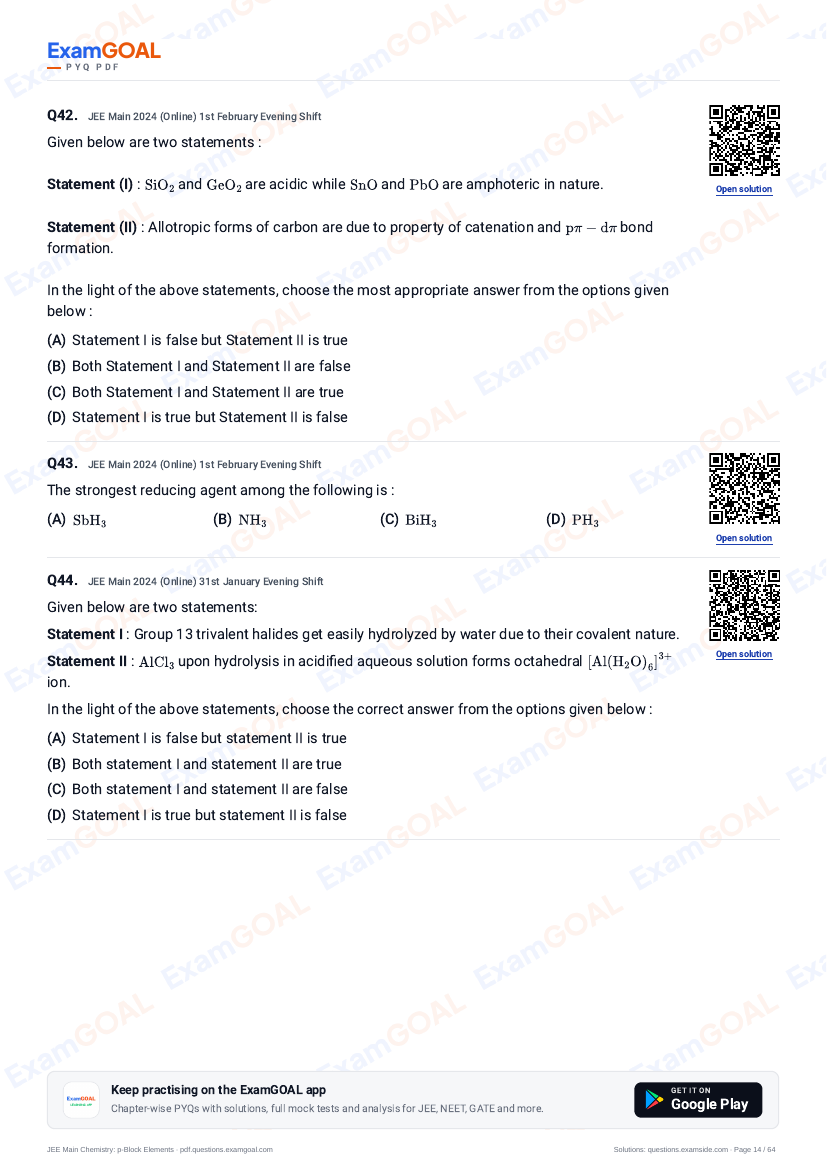 ExamGOAL
PYQ PDF
Q42. JEE Main 2024 (Online) 1st February Evening Shift
Given below are two statements :
Statement (I) : SiO₂ and GeO₂ are acidic while SnO and PbO are amphoteric in nature.
Statement (II) : Allotropic forms of carbon are due to property of catenation and pπ − dπ bond
formation.
In the light of the above statements, choose the most appropriate answer from the options given
below :
(A) Statement I is false but Statement II is true
(B) Both Statement I and Statement II are false
(C) Both Statement I and Statement II are true
(D) Statement I is true but Statement II is false
Open solution
Q43. JEE Main 2024 (Online) 1st February Evening Shift
The strongest reducing agent among the following is :
(A) SbH₃ (B) NH₃ (C) BiH₃ (D) PH₃
Open solution
Q44. JEE Main 2024 (Online) 31st January Evening Shift
Given below are two statements:
Statement I : Group 13 trivalent halides get easily hydrolyzed by water due to their covalent nature.
Statement II : AlCl₃ upon hydrolysis in acidified aqueous solution forms octahedral [Al(H₂O)₆]³⁺
ion.
In the light of the above statements, choose the correct answer from the options given below :
(A) Statement I is false but statement II is true
(B) Both statement I and statement II are true
(C) Both statement I and statement II are false
(D) Statement I is true but statement II is false
Open solution
ExamGOAL
Keep practising on the ExamGOAL app
Chapter-wise PYQs with solutions, full mock tests and analysis for JEE, NEET, GATE and more.
GET IT ON
Google Play
JEE Main Chemistry: p-Block Elements · pdf.questions.examgoal.com
Solutions: questions.examside.com · Page 14 / 64